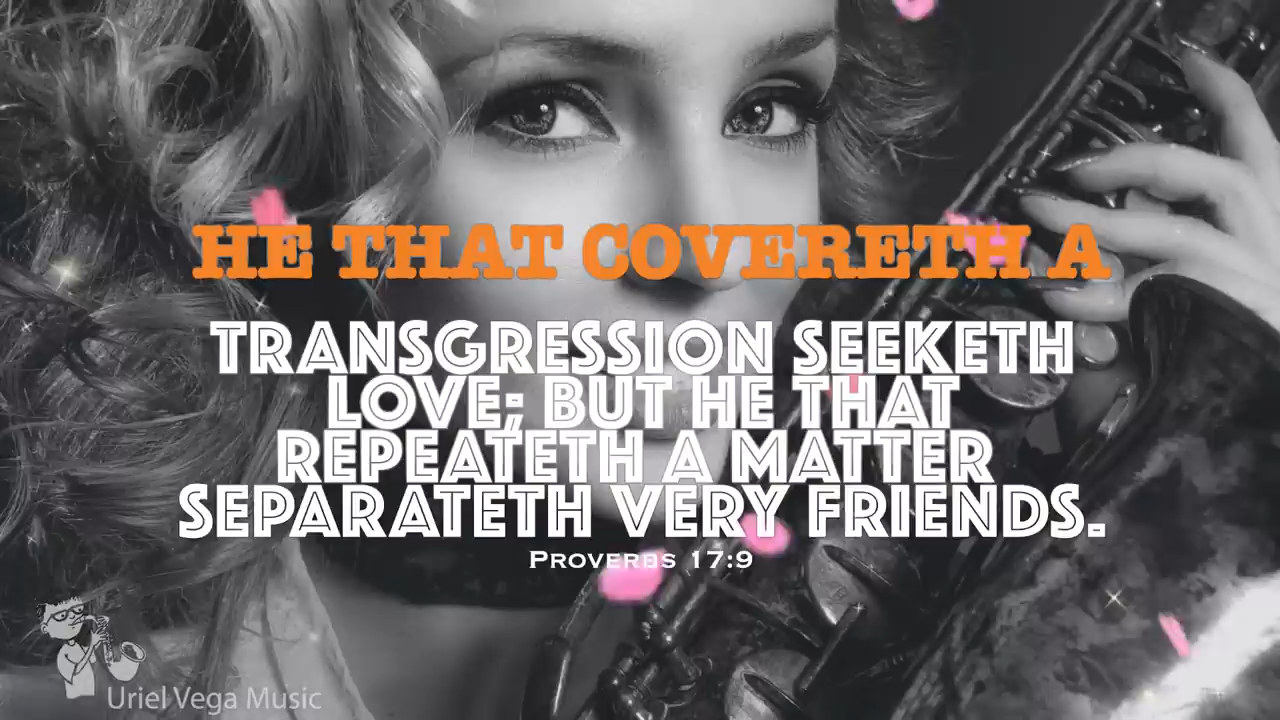 HE THAT COVERETH A
TRANSGRESSION SEEKETH
LOVE; BUT HE THAT
REPEATETH A MATTER
SEPARATETH VERY FRIENDS.
PROVERBS 17:9
Uriel Vega Music